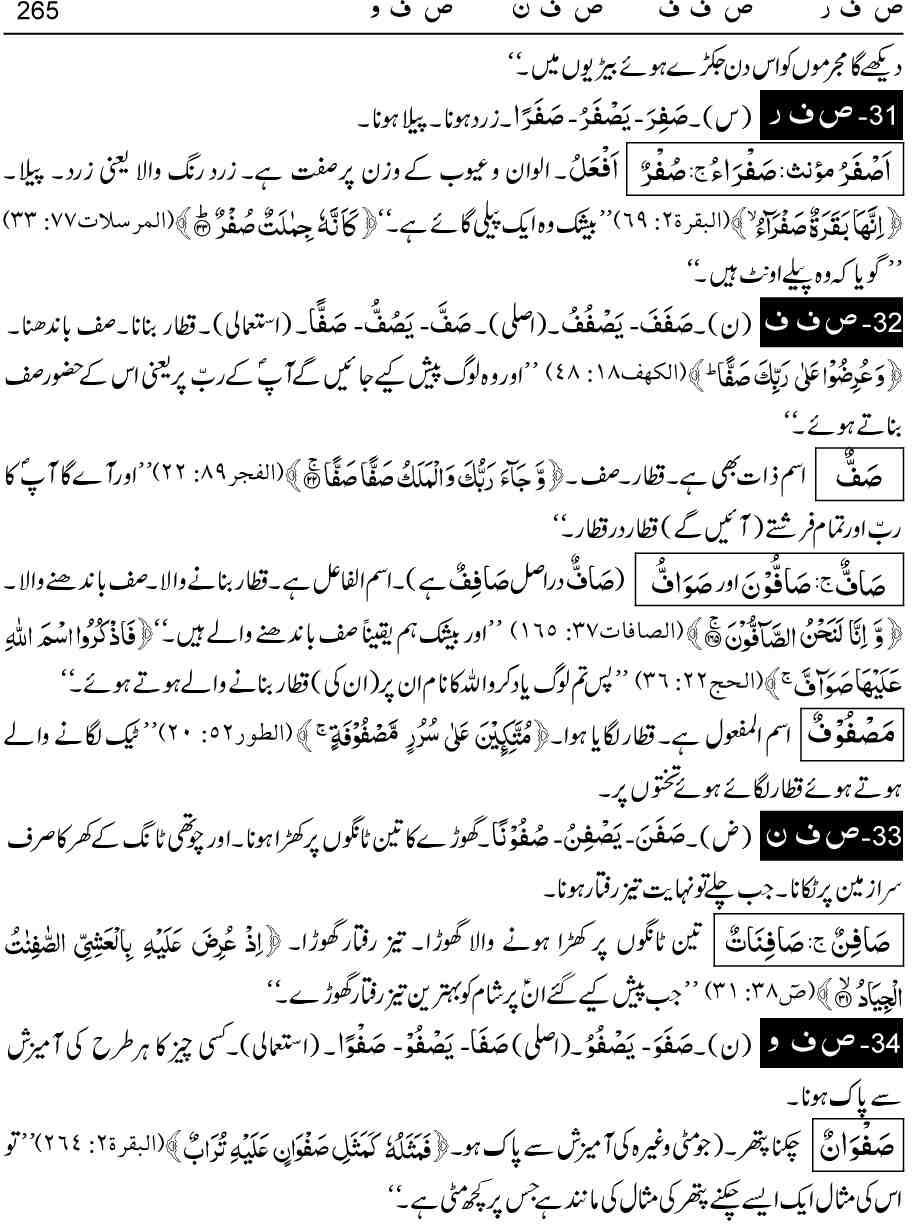 ص ف ر ص ف ف ص ف ن ص ف و 265
دیکھے گا مجرموں کو اس دن جکڑے ہوئے بیڑیوں میں۔‘‘
31- ص ف ر (س)۔صَفِرَ- یَصْفَرُ- صَفَرًا۔زرد ہونا۔ پیلا ہونا۔
اَصْفَرُ مؤنث: صَفْرَاءُ ج: صُفْرٌ اَفْعَلُ۔ الوان و عیوب کے وزن پر صفت ہے۔ زرد رنگ والا یعنی زرد۔ پیلا۔
﴿اِنَّهَا بَقَرَةٌ صَفْرَآءُ ۙ﴾(البقرة۲: ۶۹)’’ بیشک وہ ایک پیلی گائے ہے۔‘‘﴿كَاَنَّهٗ جِمٰلَتٌ صُفْرٌ ؕ۳۳﴾(المرسلات۷۷: ۳۳)
’’گویا کہ وہ پیلے اونٹ ہیں۔‘‘
32- ص ف ف (ن)۔صَفَفَ- یَصْفُفُ۔(اصلی)۔صَفَّ- یَصُفُّ- صَفًّا۔(استعمالی)۔قطار بنانا۔صف باندھنا۔
﴿وَعُرِضُوْا عَلٰی رَبِّكَ صَفًّا ؕ﴾(الکهف۱۸: ۴۸) ’’اور وہ لوگ پیش کیے جائیں گے آپؐ کے ربّ پر یعنی اس کے حضور صف
بناتے ہوئے۔‘‘
صَفٌّ اسم ذات بھی ہے۔قطار۔صف۔﴿وَّ جَآءَ رَبُّكَ وَالْمَلَكُ صَفًّا صَفًّا ۚ۲۲﴾(الفجر۸۹: ۲۲)’’اور آے گا آپؐ کا
ربّ اور تمام فرشتے (آئیں گے) قطار در قطار۔‘‘
صَافٌّ ج: صَافُّوْنَ اور صَوَافُّ (صَافٌّ دراصل صَافِفٌ ہے)۔اسم الفاعل ہے۔قطار بنانے والا۔صف باندھنے والا۔
﴿وَّ اِنَّا لَنَحْنُ الصَّآفُّوْنَ ۚ۱۶۵﴾(الصافات۳۷: ۱۶۵) ’’اور بیشک ہم یقیناً صف باندھنے والے ہیں۔‘‘﴿فَاذْكُرُوا اسْمَ اللّٰهِ
عَلَیْهَا صَوَآفَّ ۚ﴾(الحج۲۲: ۳۶) ’’پس تم لوگ یاد کرو اللہ کا نام ان پر (ان کی) قطار بنانے والے ہوتے ہوئے۔‘‘
مَصْفُوْفٌ اسم المفعول ہے۔ قطار لگایا ہوا۔﴿مُتَّكِـِٕیْنَ عَلٰی سُرُرٍ مَّصْفُوْفَةٍ ۚ﴾(الطور۵۲: ۲۰)’’ ٹیک لگانے والے
ہوتے ہوئے قطار لگائے ہوئے تختوں پر۔
33- ص ف ن (ض)۔صَفَنَ- یَصْفِنُ- صُفُوْنًا۔گھوڑے کا تین ٹانگوں پر کھڑا ہونا۔اور چوتھی ٹانگ کے کھر کا صرف
سرا زمین پر ٹکانا۔جب چلے تو نہایت تیز رفتار ہونا۔
صَافِنٌ ج: صَافِنَاتٌ تین ٹانگوں پر کھڑا ہونے والا گھوڑا۔ تیز رفتار گھوڑا۔ ﴿اِذْ عُرِضَ عَلَیْهِ بِالْعَشِیِّ الصّٰفِنٰتُ
الْجِیَادُ ۙ۳۱﴾(صٓ۳۸: ۳۱) ’’جب پیش کیے گئے انؑ پر شام کو بہترین تیز رفتار گھوڑے۔‘‘
34- ص ف و (ن)۔صَفَوَ- یَصْفُوُ۔(اصلی) صَفَا- یَصْفُوْ- صَفْوًا۔(استعمالی)۔کسی چیز کا ہر طرح کی آمیزش
سے پاک ہونا۔
صَفْوَانٌ چکنا پتھر۔(جو مٹی وغیرہ کی آمیزش سے پاک ہو۔﴿فَمَثَلُهٗ كَمَثَلِ صَفْوَانٍ عَلَیْهِ تُرَابٌ﴾(البقرة۲: ۲۶۴)’’تو
اس کی مثال ایک ایسے چکنے پتھر کی مثال کی مانند ہے جس پر کچھ مٹی ہے۔‘‘